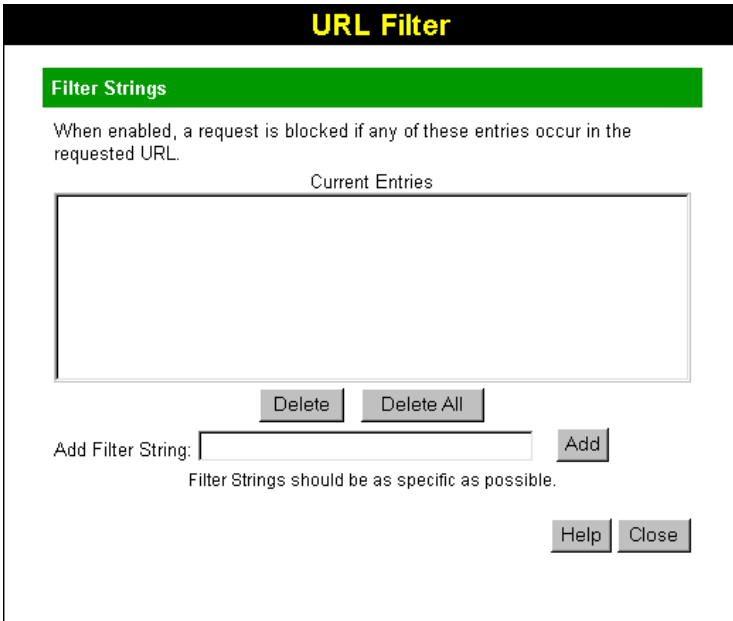 URL Filter
Filter Strings
When enabled, a request is blocked if any of these entries occur in the
requested URL.
Current Entries
Delete Delete All
Add Filter String: Add
Filter Strings should be as specific as possible.
Help Close